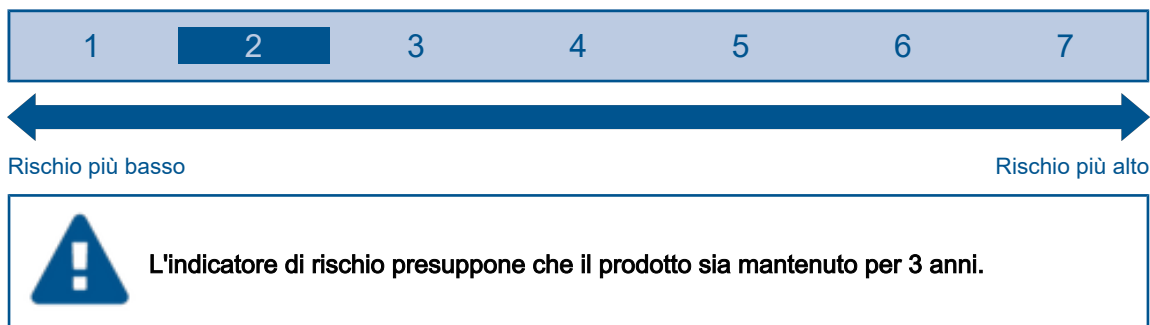 1 2 3 4 5 6 7
Rischio più basso Rischio più alto
L'indicatore di rischio presuppone che il prodotto sia mantenuto per 3 anni.